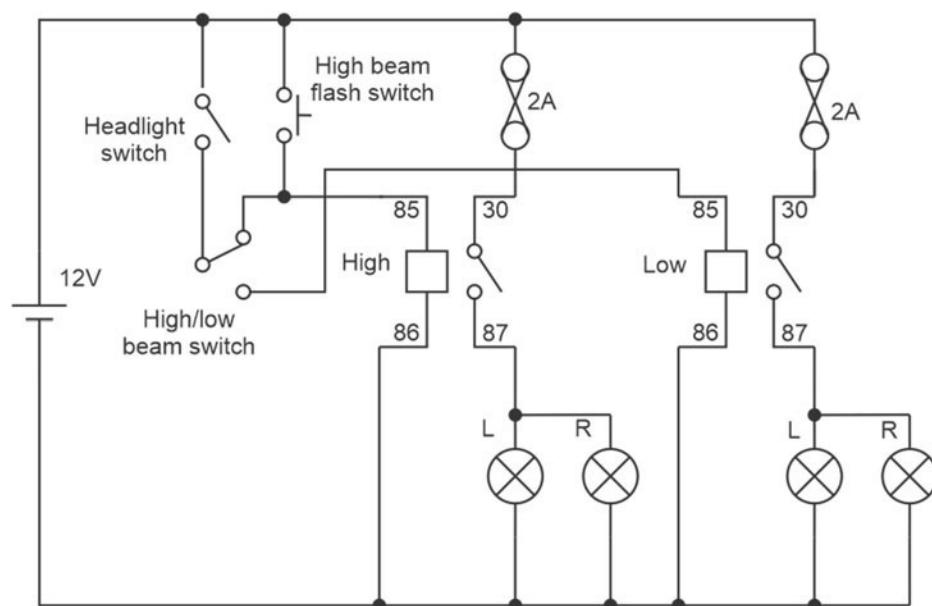 High beam
flash switch
Headlight
switch
2A
2A
85
30
85
30
High
Low
12V
High/low
beam switch
86
87
86
87
L
R
L
R